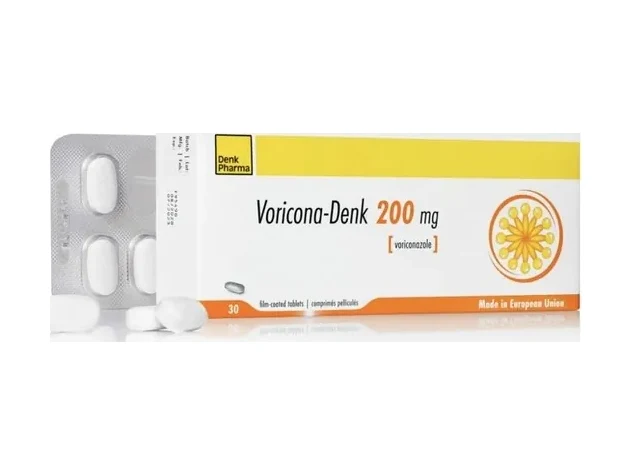 Denk
Pharma
Voricona-Denk 200 mg
[voriconazole]
30 film-coated tablets | comprimés pelliculés
Made in European Union